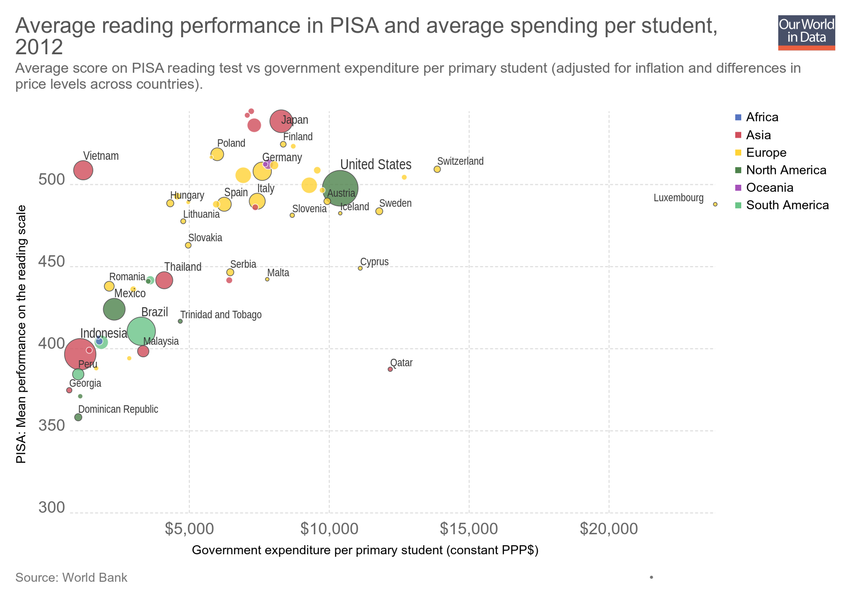 Average reading performance in PISA and average spending per student,
2012
Our World
in Data
Average score on PISA reading test vs government expenditure per primary student (adjusted for inflation and differences in
price levels across countries).
Africa
Asia
Europe
North America
Oceania
South America
PISA: Mean performance on the reading scale
500
450
400
350
300
Japan
Finland
Poland
Vietnam
Germany
United States
Switzerland
Hungary
Spain
Italy
Austria
Luxembourg
Lithuania
Slovenia
Iceland
Sweden
Slovakia
Cyprus
Thailand
Serbia
Malta
Romania
Mexico
Brazil
Trinidad and Tobago
Indonesia
Malaysia
Peru
Qatar
Georgia
Dominican Republic
$5,000
$10,000
$15,000
$20,000
Government expenditure per primary student (constant PPP$)
Source: World Bank